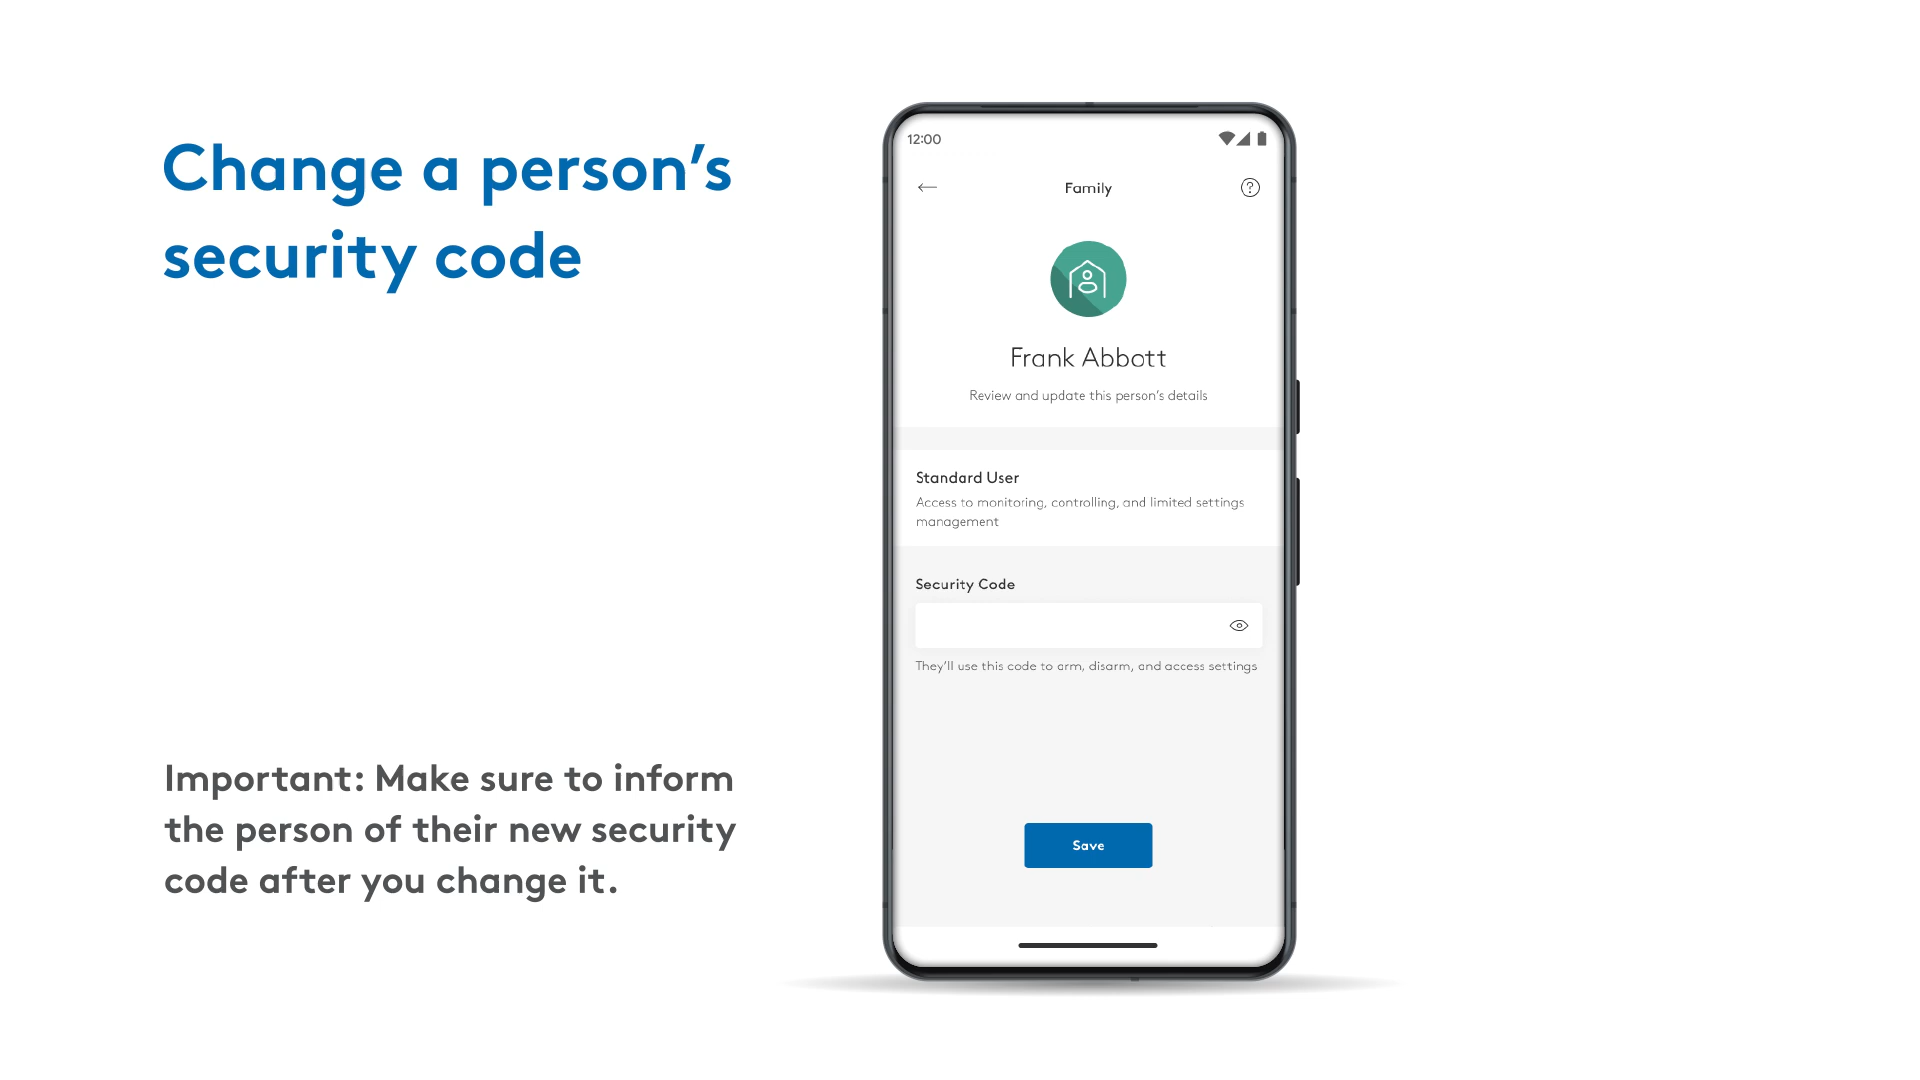 Change a person’s
security code
Important: Make sure to inform
the person of their new security
code after you change it.
12:00
Family
Frank Abbott
Review and update this person’s details
Standard User
Access to monitoring, controlling, and limited settings
management
Security Code
They’ll use this code to arm, disarm, and access settings
Save